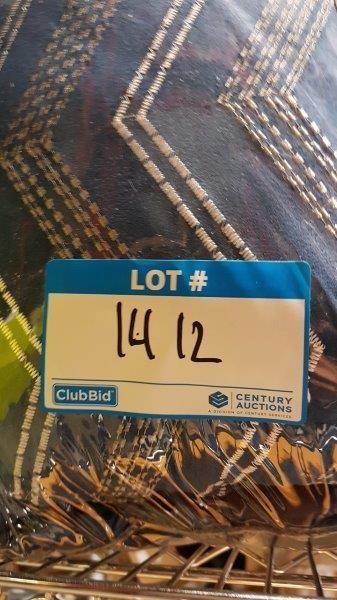 LOT #
1412
ClubBid
CENTURY
AUCTIONS
A DIVISION OF CENTURY SERVICES